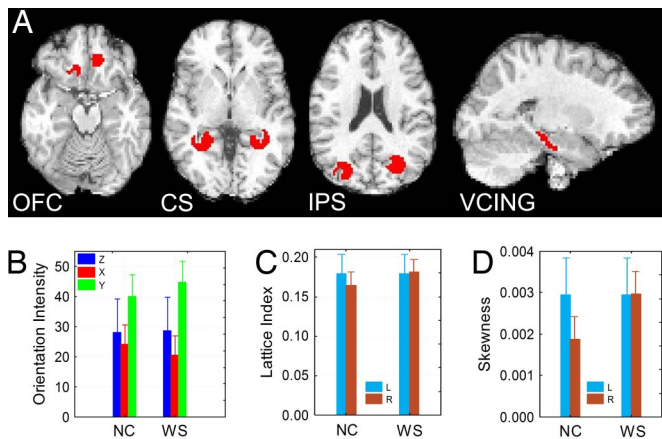 A
OFC
CS
IPS
VCING
B
Orientation Intensity
50
40
30
20
10
0
Z
X
Y
NC
WS
C
Lattice Index
0.20
0.15
0.10
0.05
0.00
L
R
NC
WS
D
Skewness
0.004
0.003
0.002
0.001
0.000
L
R
NC
WS